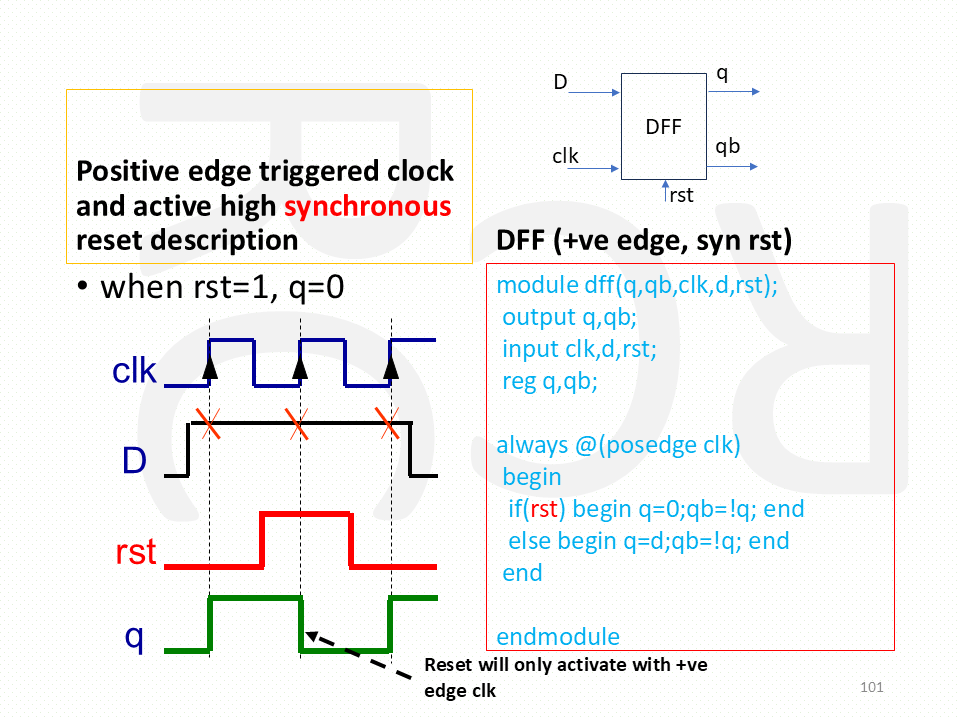 D
q
DFF
clk
qb
rst
Positive edge triggered clock
and active high synchronous
reset description
DFF (+ve edge, syn rst)
• when rst=1, q=0
clk
D
rst
q
module dff(q,qb,clk,d,rst);
output q,qb;
input clk,d,rst;
reg q,qb;
always @(posedge clk)
begin
if(rst) begin q=0;qb=!q; end
else begin q=d;qb=!q; end
end
endmodule
Reset will only activate with +ve
edge clk
101